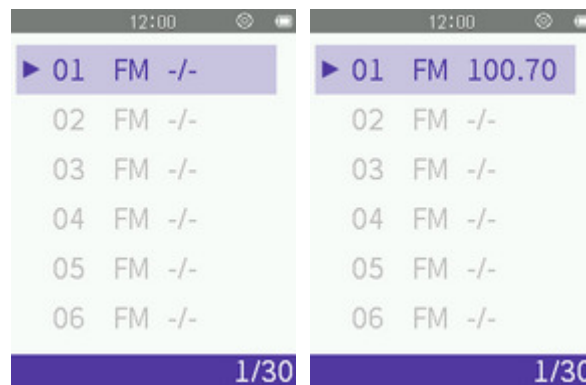 12:00
01 FM -/-
02 FM -/-
03 FM -/-
04 FM -/-
05 FM -/-
06 FM -/-
1/30
12:00
01 FM 100.70
02 FM -/-
03 FM -/-
04 FM -/-
05 FM -/-
06 FM -/-
1/30